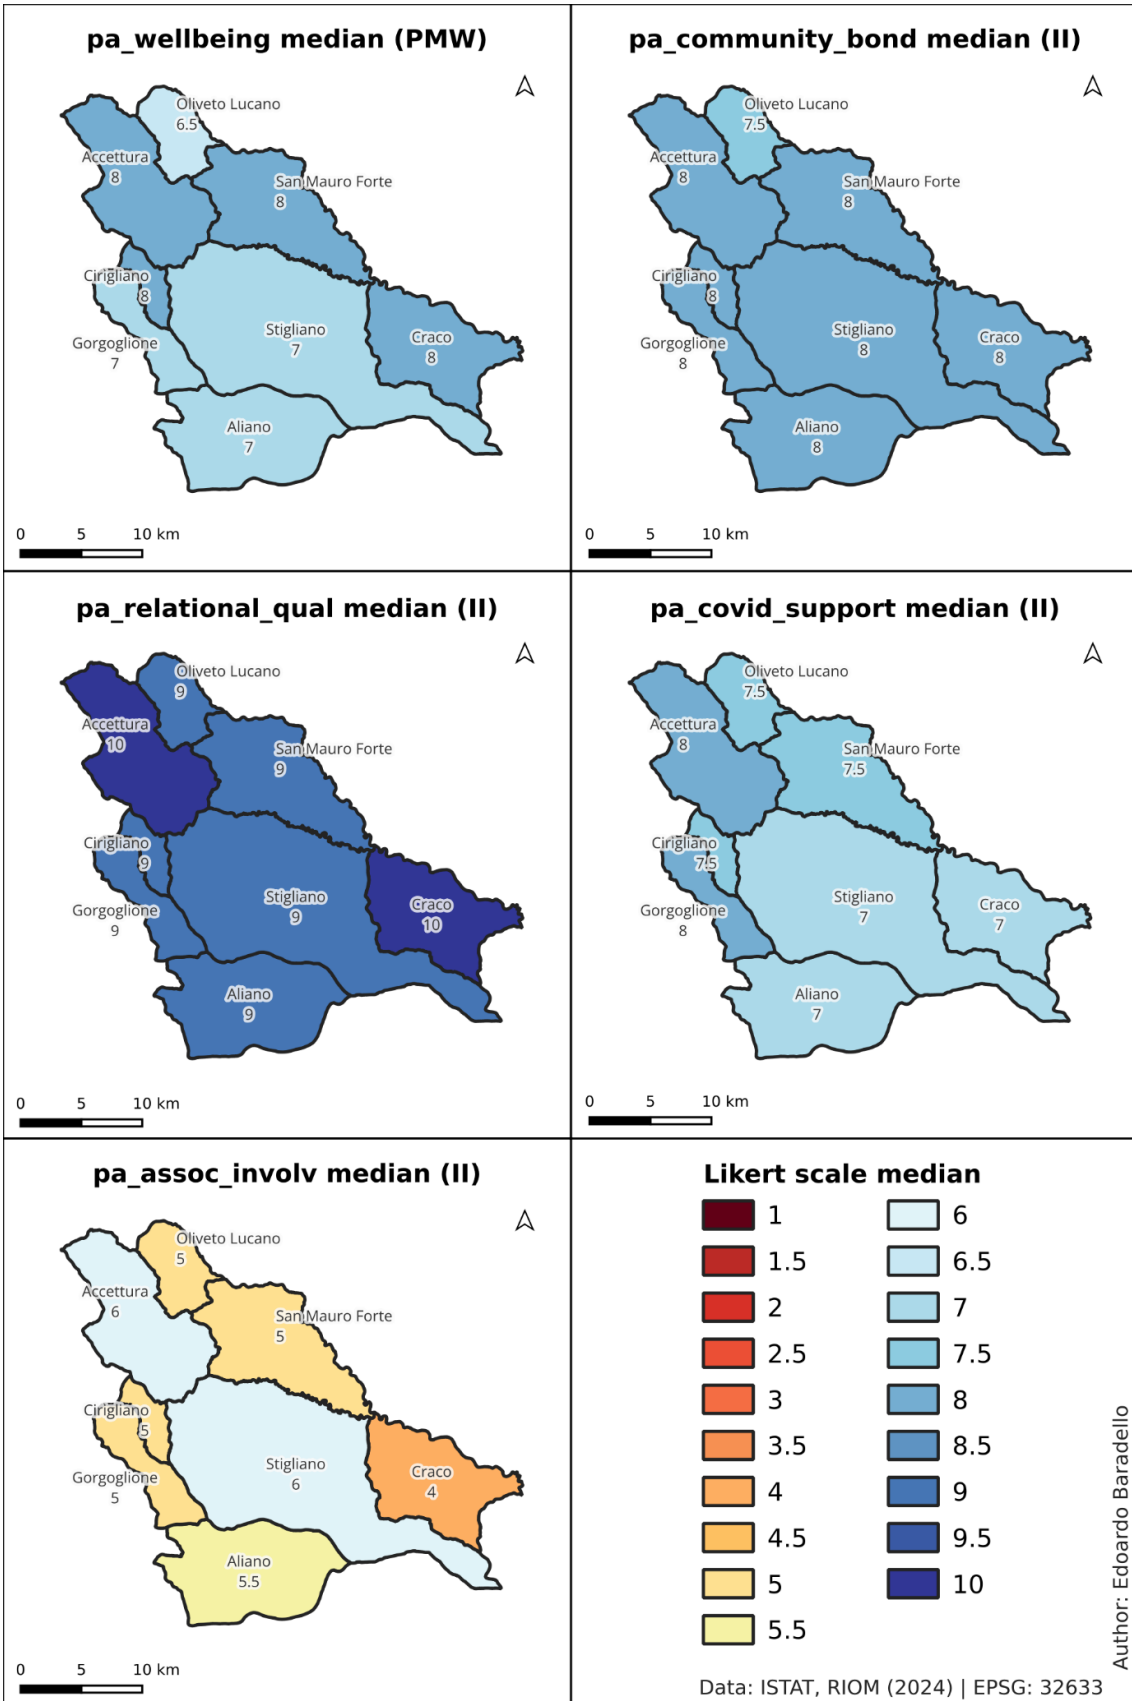 pa_wellbeing median (PMW)
Oliveto Lucano
6.5
Accettura
8
San Mauro Forte
8
Cirigliano
8
Gorgoglione
7
Stigliano
7
Craco
8
Aliano
7
0 5 10 km
pa_community_bond median (II)
Oliveto Lucano
7.5
Accettura
8
San Mauro Forte
8
Cirigliano
8
Gorgoglione
8
Stigliano
8
Craco
8
Aliano
8
0 5 10 km
pa_relational_qual median (II)
Oliveto Lucano
9
Accettura
10
San Mauro Forte
9
Cirigliano
9
Gorgoglione
9
Stigliano
9
Craco
10
Aliano
9
0 5 10 km
pa_covid_support median (II)
Oliveto Lucano
7.5
Accettura
8
San Mauro Forte
7.5
Cirigliano
7.5
Gorgoglione
8
Stigliano
7
Craco
7
Aliano
7
0 5 10 km
pa_assoc_involv median (II)
Oliveto Lucano
5
Accettura
6
San Mauro Forte
5
Cirigliano
5
Gorgoglione
5
Stigliano
6
Craco
4
Aliano
5.5
0 5 10 km
Likert scale median
1
1.5
2
2.5
3
3.5
4
4.5
5
5.5
6
6.5
7
7.5
8
8.5
9
9.5
10
Author: Edoardo Baradello
Data: ISTAT, RIOM (2024) | EPSG: 32633